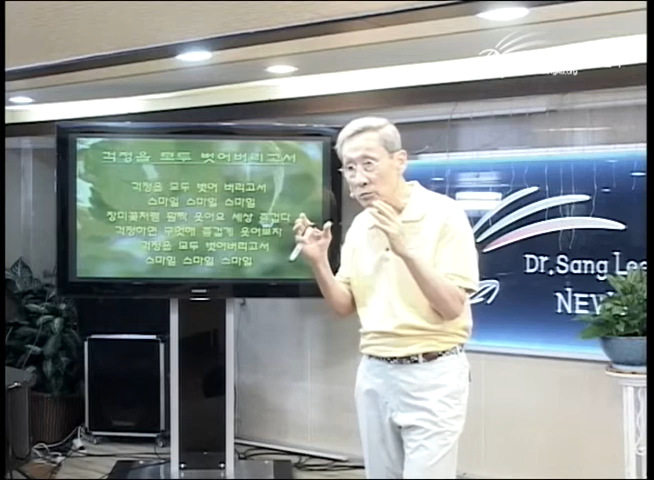 걱정을 모두 벗어버리고서
걱정을 모두 벗어 버리고서
스마일 스마일 스마일
장미꽃처럼 활짝 웃어요 세상 즐겁다
걱정하면 무엇해 즐겁게 웃어보자
걱정을 모두 벗어버리고서
스마일 스마일 스마일
Dr.Sang